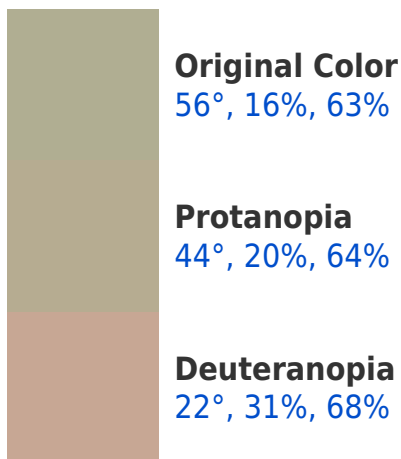 Original Color
56°, 16%, 63%
Protanopia
44°, 20%, 64%
Deuteranopia
22°, 31%, 68%